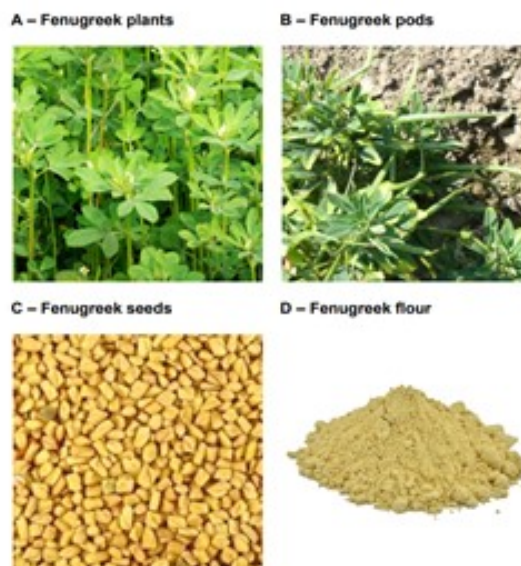 A – Fenugreek plants
B – Fenugreek pods
C – Fenugreek seeds
D – Fenugreek flour